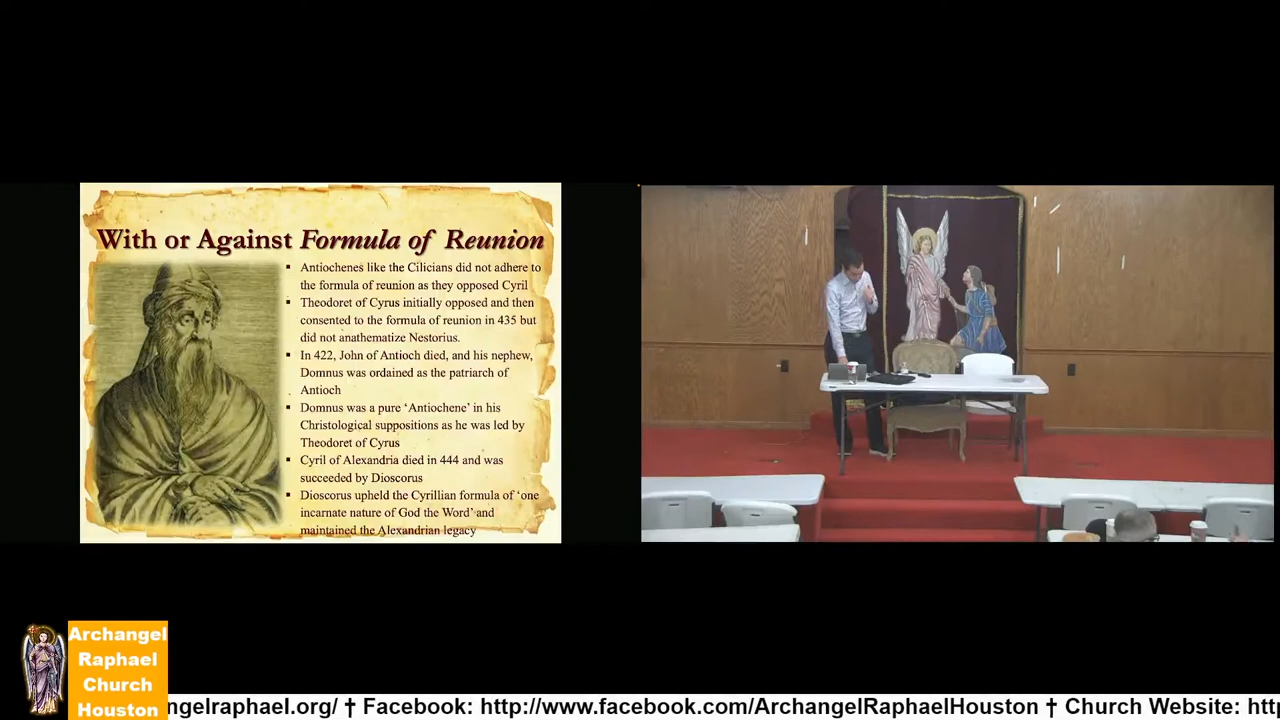 With or Against Formula of Reunion
▪ Antiochenes like the Cilicians did not adhere to
the formula of reunion as they opposed Cyril
▪ Theodoret of Cyrus initially opposed and then
consented to the formula of reunion in 435 but
did not anathematize Nestorius.
▪ In 422, John of Antioch died, and his nephew,
Domnus was ordained as the patriarch of
Antioch
▪ Domnus was a pure ‘Antiochene’ in his
Christological suppositions as he was led by
Theodoret of Cyrus
▪ Cyril of Alexandria died in 444 and was
succeeded by Dioscorus
▪ Dioscorus upheld the Cyrillian formula of ‘one
incarnate nature of God the Word’ and
maintained the Alexandrian legacy
Archangel
Raphael
Church
Houston
ngelraphael.org/ ✝ Facebook: http://www.facebook.com/ArchangelRaphaelHouston ✝ Church Website: http